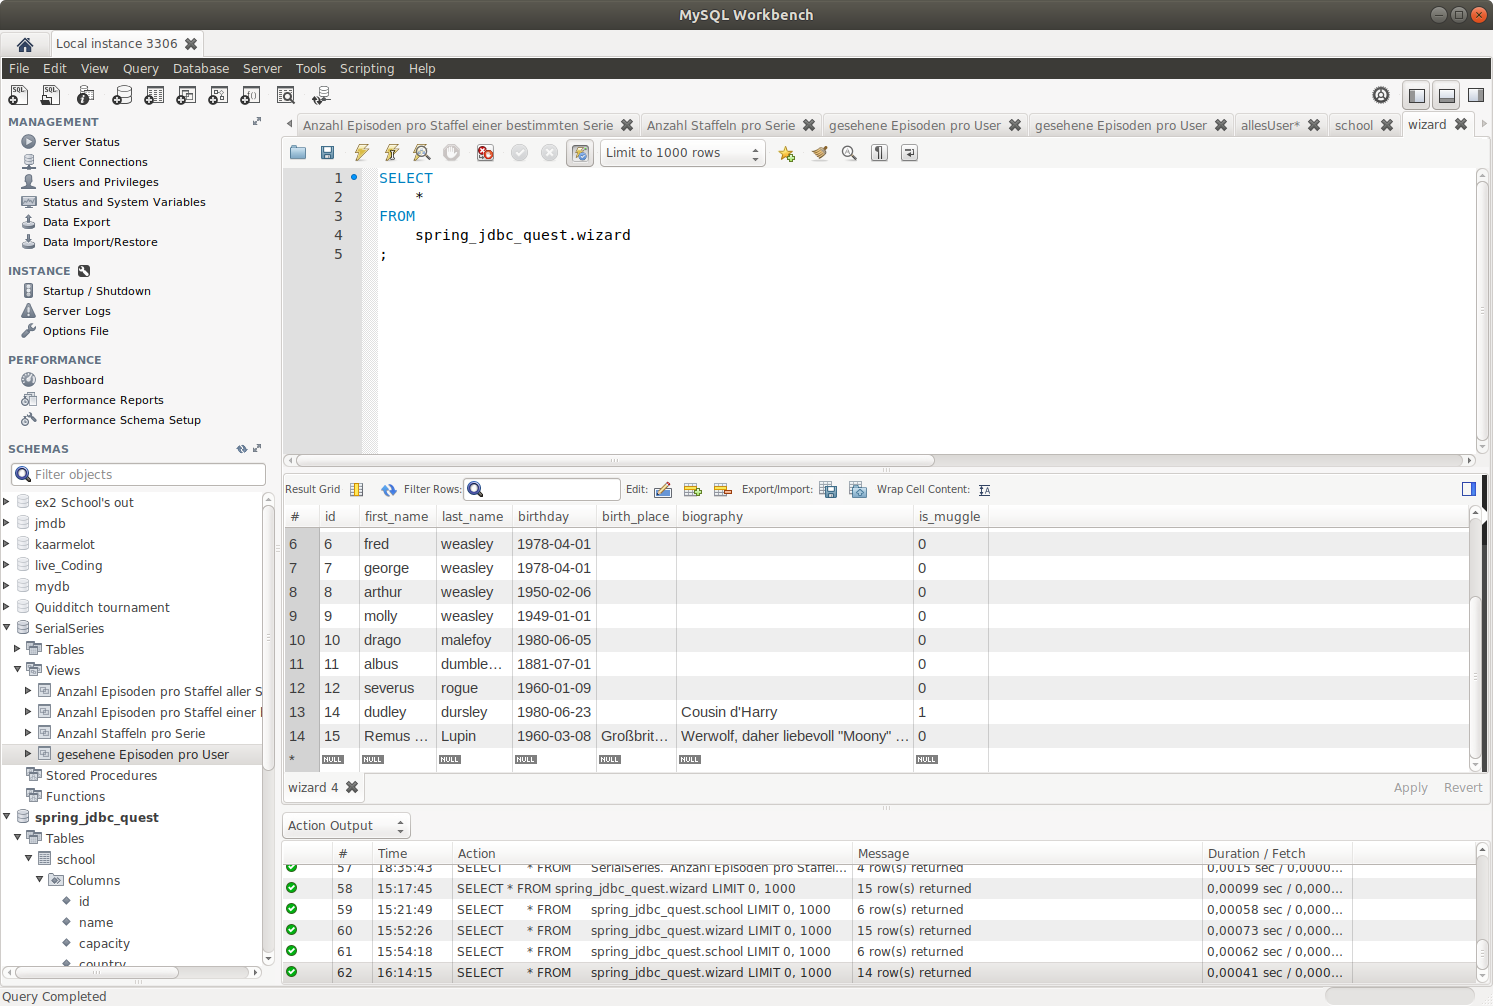 MySQL Workbench
Local instance 3306
File Edit View Query Database Server Tools Scripting Help
MANAGEMENT
Server Status
Client Connections
Users and Privileges
Status and System Variables
Data Export
Data Import/Restore
INSTANCE
Startup / Shutdown
Server Logs
Options File
PERFORMANCE
Dashboard
Performance Reports
Performance Schema Setup
SCHEMAS
Filter objects
ex2 School's out
jmdb
kaarmelot
live_Coding
mydb
Quidditch tournament
SerialSeries
Tables
Views
Anzahl Episoden pro Staffel aller S
Anzahl Episoden pro Staffel einer
Anzahl Staffeln pro Serie
gesehene Episoden pro User
Stored Procedures
Functions
spring_jdbc_quest
Tables
school
Columns
id
name
capacity
country
Query Completed
Anzahl Episoden pro Staffel einer bestimmten Serie Anzahl Staffeln pro Serie gesehene Episoden pro User gesehene Episoden pro User allesUser* school wizard
Limit to 1000 rows
1 SELECT
2 *
3 FROM
4 spring_jdbc_quest.wizard
5 ;
Result Grid Filter Rows: Edit: Export/Import: Wrap Cell Content:
# id first_name last_name birthday birth_place biography is_muggle
6 6 fred weasley 1978-04-01 0
7 7 george weasley 1978-04-01 0
8 8 arthur weasley 1950-02-06 0
9 9 molly weasley 1949-01-01 0
10 10 drago malefoy 1980-06-05 0
11 11 albus dumble... 1881-07-01 0
12 12 severus rogue 1960-01-09 0
13 14 dudley dursley 1980-06-23 Cousin d'Harry 1
14 15 Remus ... Lupin 1960-03-08 Großbrit... Werwolf, daher liebevoll "Moony" ... 0
* NULL NULL NULL NULL NULL NULL NULL
wizard 4
Apply Revert
Action Output
# Time Action Message Duration / Fetch
57 18:35:43 SELECT * FROM SerialSeries.`Anzahl Episoden pro Staffel... 4 row(s) returned 0,0015 sec / 0,0000...
58 15:17:45 SELECT * FROM spring_jdbc_quest.wizard LIMIT 0, 1000 15 row(s) returned 0,00099 sec / 0,000...
59 15:21:49 SELECT * FROM spring_jdbc_quest.school LIMIT 0, 1000 6 row(s) returned 0,00058 sec / 0,000...
60 15:52:26 SELECT * FROM spring_jdbc_quest.wizard LIMIT 0, 1000 15 row(s) returned 0,00073 sec / 0,000...
61 15:54:18 SELECT * FROM spring_jdbc_quest.school LIMIT 0, 1000 6 row(s) returned 0,00062 sec / 0,000...
62 16:14:15 SELECT * FROM spring_jdbc_quest.wizard LIMIT 0, 1000 14 row(s) returned 0,00041 sec / 0,000...